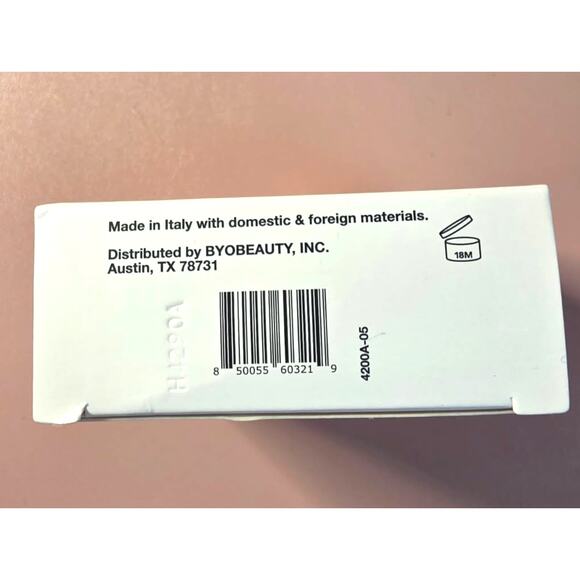 Made in Italy with domestic & foreign materials.
Distributed by BYOBEAUTY, INC.
Austin, TX 78731
18M
8 50055 60321 9
4200A-05